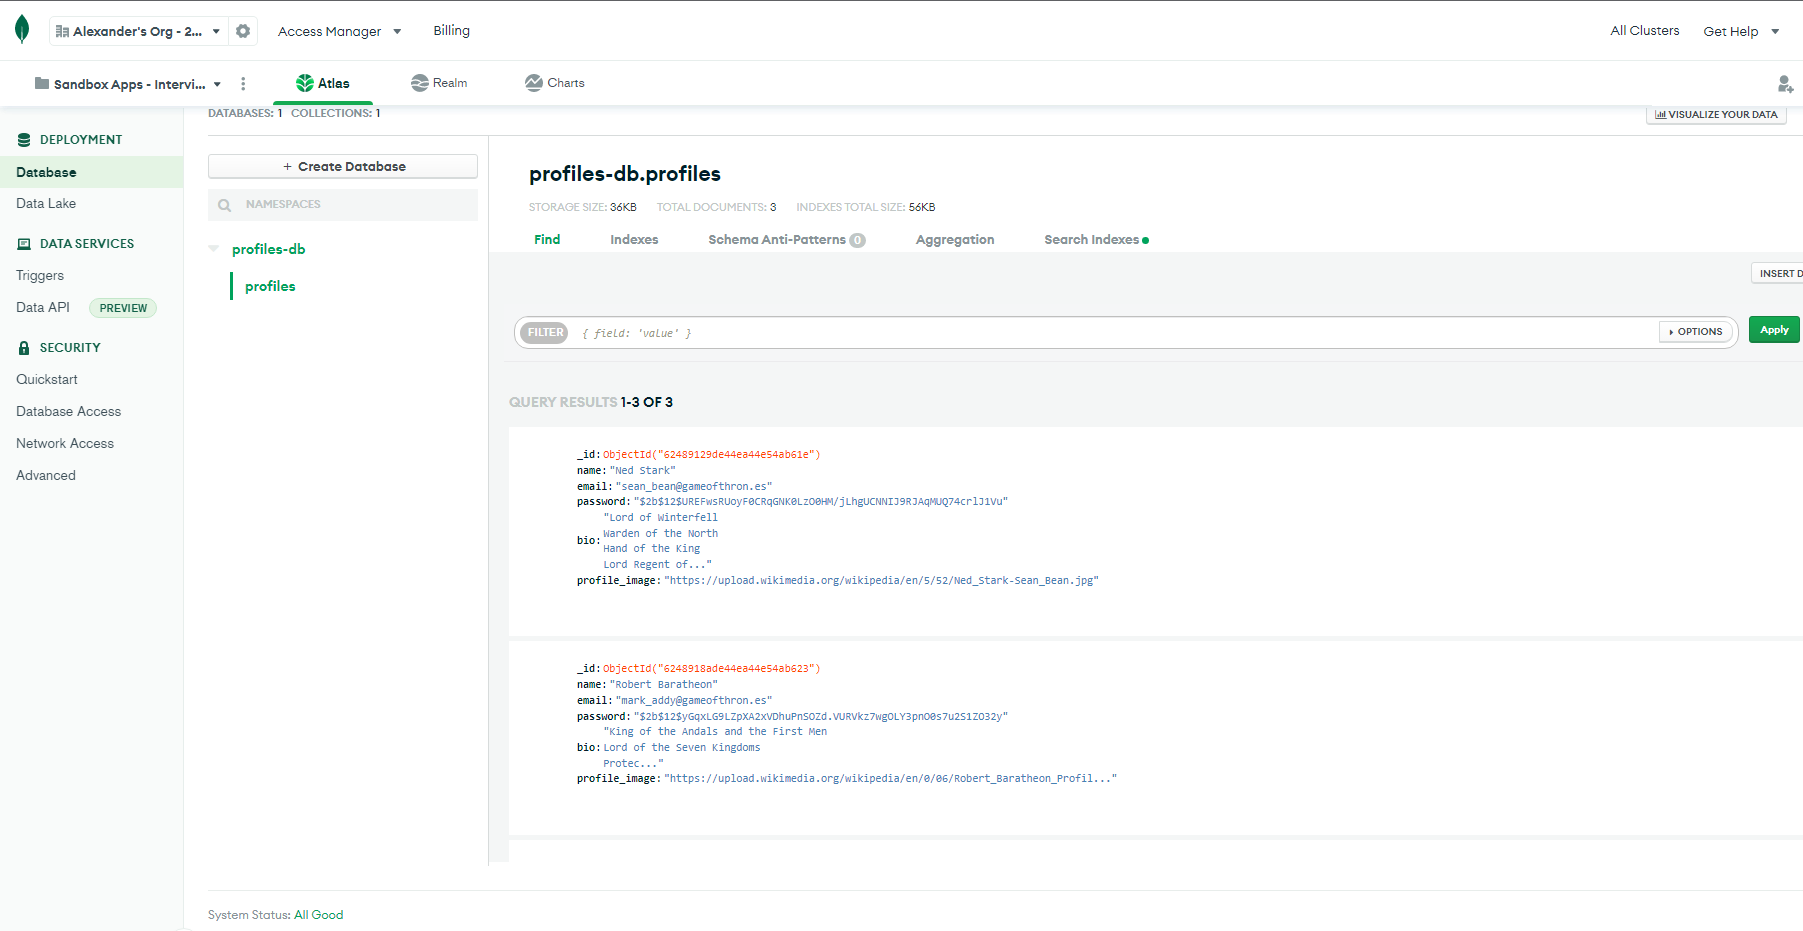 Alexander's Org - 2...
Access Manager
Billing
All Clusters
Get Help
Sandbox Apps - Intervi...
Atlas
Realm
Charts
DATABASES: 1 COLLECTIONS: 1
VISUALIZE YOUR DATA
DEPLOYMENT
Database
Data Lake
DATA SERVICES
Triggers
Data API PREVIEW
SECURITY
Quickstart
Database Access
Network Access
Advanced
+ Create Database
NAMESPACES
profiles-db
profiles
profiles-db.profiles
STORAGE SIZE: 36KB TOTAL DOCUMENTS: 3 INDEXES TOTAL SIZE: 56KB
Find Indexes Schema Anti-Patterns 0 Aggregation Search Indexes
INSERT D
FILTER { field: 'value' } OPTIONS Apply
QUERY RESULTS 1-3 OF 3
_id: ObjectId("62489129de44ea44e54ab61e")
name: "Ned Stark"
email: "sean_bean@gameofthron.es"
password: "$2b$12$UREFwsRUoyF0CRqGNK0LzO0HM/jLhgUCNNIJ9RJAqMUQ74crlJ1Vu"
"Lord of Winterfell
Warden of the North
bio: Hand of the King
Lord Regent of..."
profile_image: "https://upload.wikimedia.org/wikipedia/en/5/52/Ned_Stark-Sean_Bean.jpg"
_id: ObjectId("6248918ade44ea44e54ab623")
name: "Robert Baratheon"
email: "mark_addy@gameofthron.es"
password: "$2b$12$yGqxLG9LZpXA2xVDhuPnSOZd.VURVkz7wgOLY3pnO0s7u2S1ZO32y"
"King of the Andals and the First Men
bio: Lord of the Seven Kingdoms
Protec..."
profile_image: "https://upload.wikimedia.org/wikipedia/en/0/06/Robert_Baratheon_Profil..."
System Status: All Good